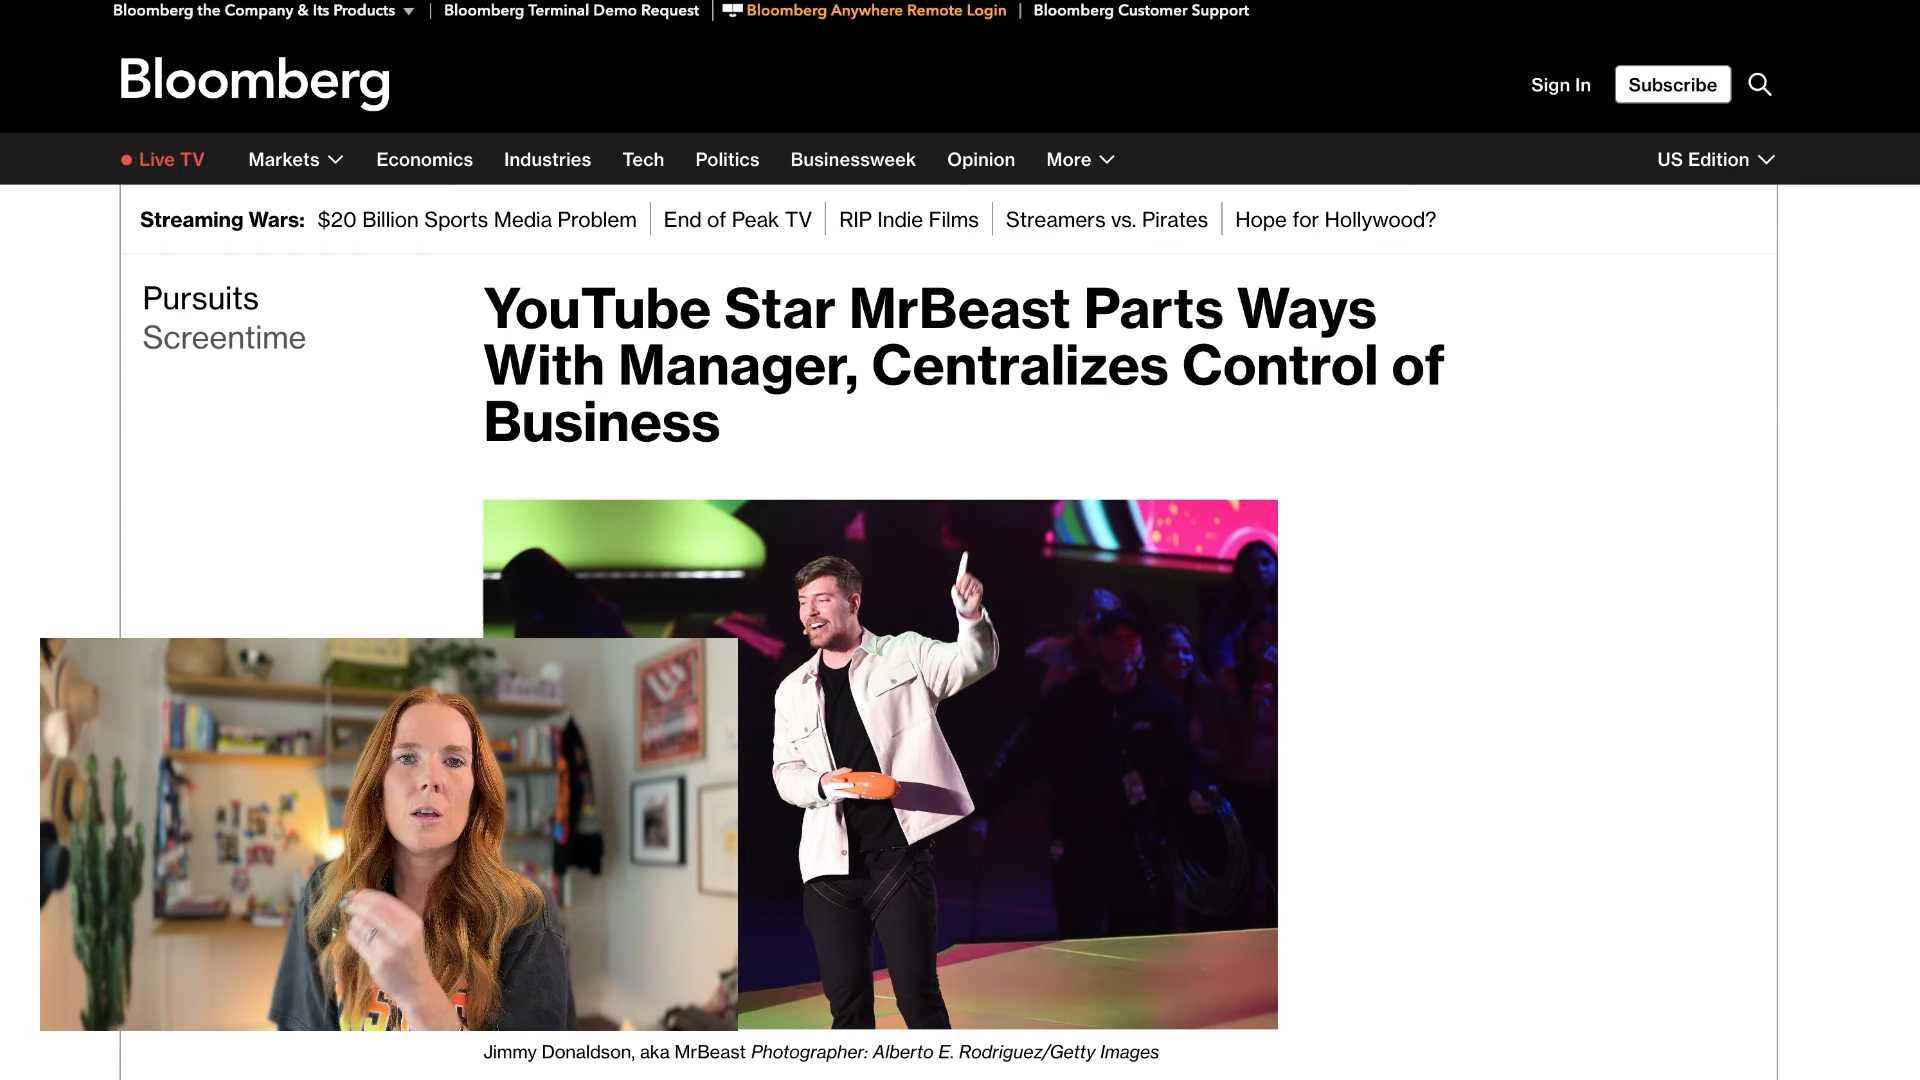 Bloomberg the Company & Its Products
Bloomberg Terminal Demo Request
Bloomberg Anywhere Remote Login
Bloomberg Customer Support
Bloomberg
Sign In
Subscribe
Live TV
Markets
Economics
Industries
Tech
Politics
Businessweek
Opinion
More
US Edition
Streaming Wars: $20 Billion Sports Media Problem
End of Peak TV
RIP Indie Films
Streamers vs. Pirates
Hope for Hollywood?
Pursuits
Screentime
YouTube Star MrBeast Parts Ways
With Manager, Centralizes Control of
Business
Jimmy Donaldson, aka MrBeast Photographer: Alberto E. Rodriguez/Getty Images